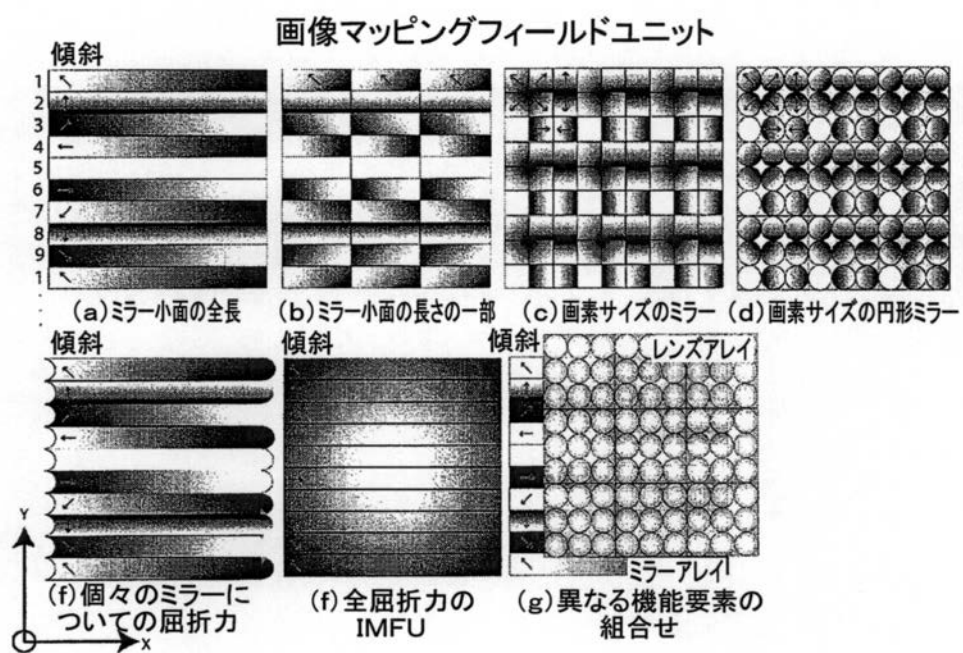 画像マッピングフィールドユニット
傾斜
1
2
3
4
5
6
7
8
9
1
(a)ミラー小面の全長
(b)ミラー小面の長さの一部
(c)画素サイズのミラー
(d)画素サイズの円形ミラー
傾斜
傾斜
傾斜
レンズアレイ
ミラーアレイ
Y
X
(f)個々のミラーに
ついての屈折力
(f)全屈折力の
IMFU
(g)異なる機能要素の
組合せ